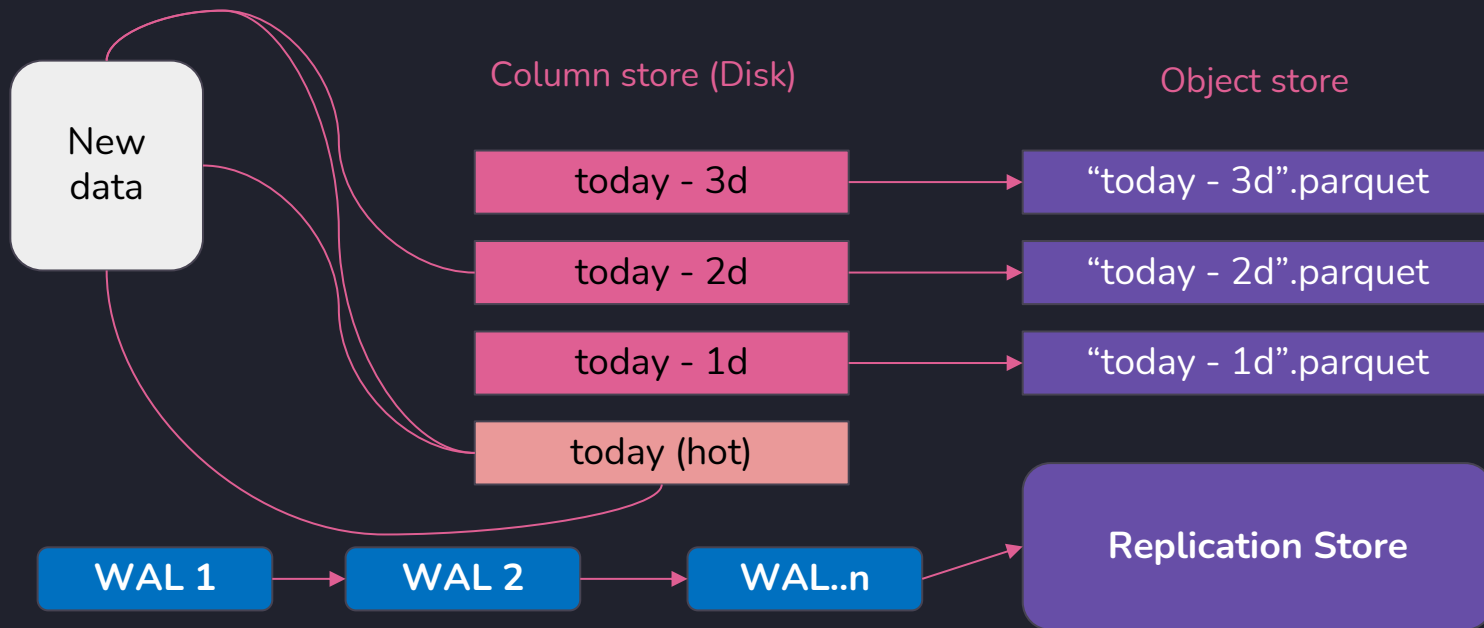 New
data
Column store (Disk)
Object store
today - 3d
“today - 3d”.parquet
today - 2d
“today - 2d”.parquet
today - 1d
“today - 1d”.parquet
today (hot)
WAL 1
WAL 2
WAL..n
Replication Store